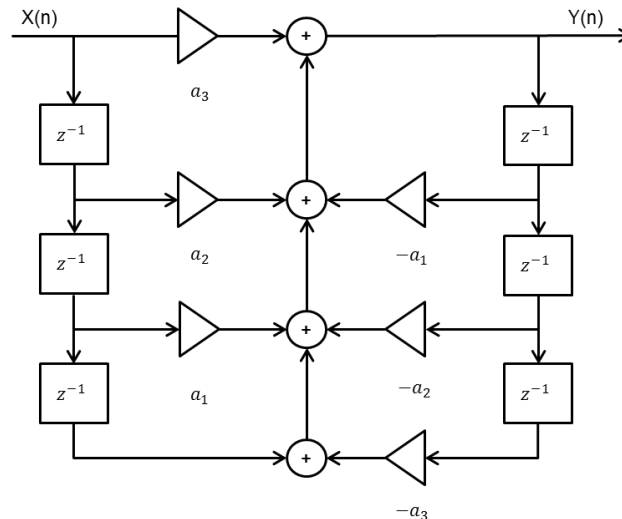 X(n) Y(n)
+
a₃
z⁻¹ z⁻¹
+
a₂ −a₁
z⁻¹ z⁻¹
+
a₁ −a₂
z⁻¹ z⁻¹
+
−a₃